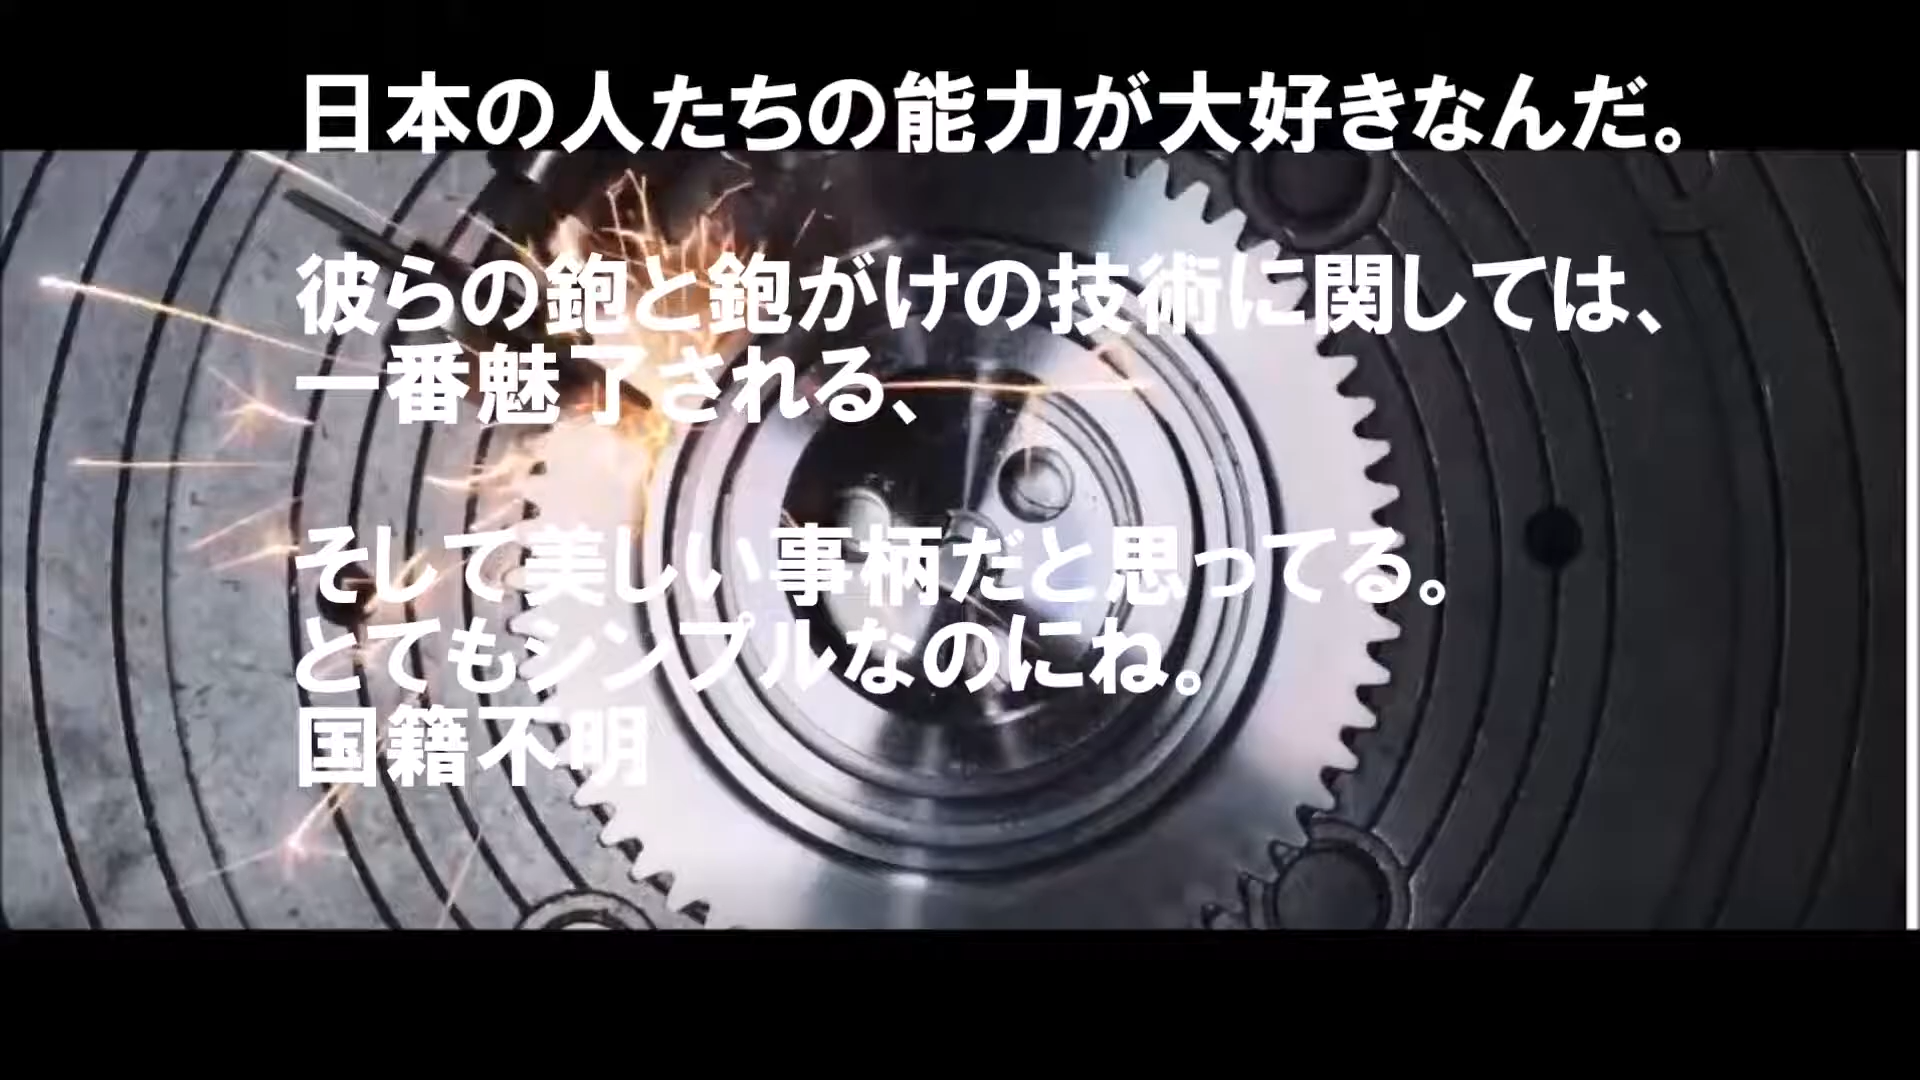 日本の人たちの能力が大好きなんだ。
彼らの鉋と鉋がけの技術に関しては、
一番魅了される、
そして美しい事柄だと思ってる。
とてもシンプルなのにね。
国籍不明